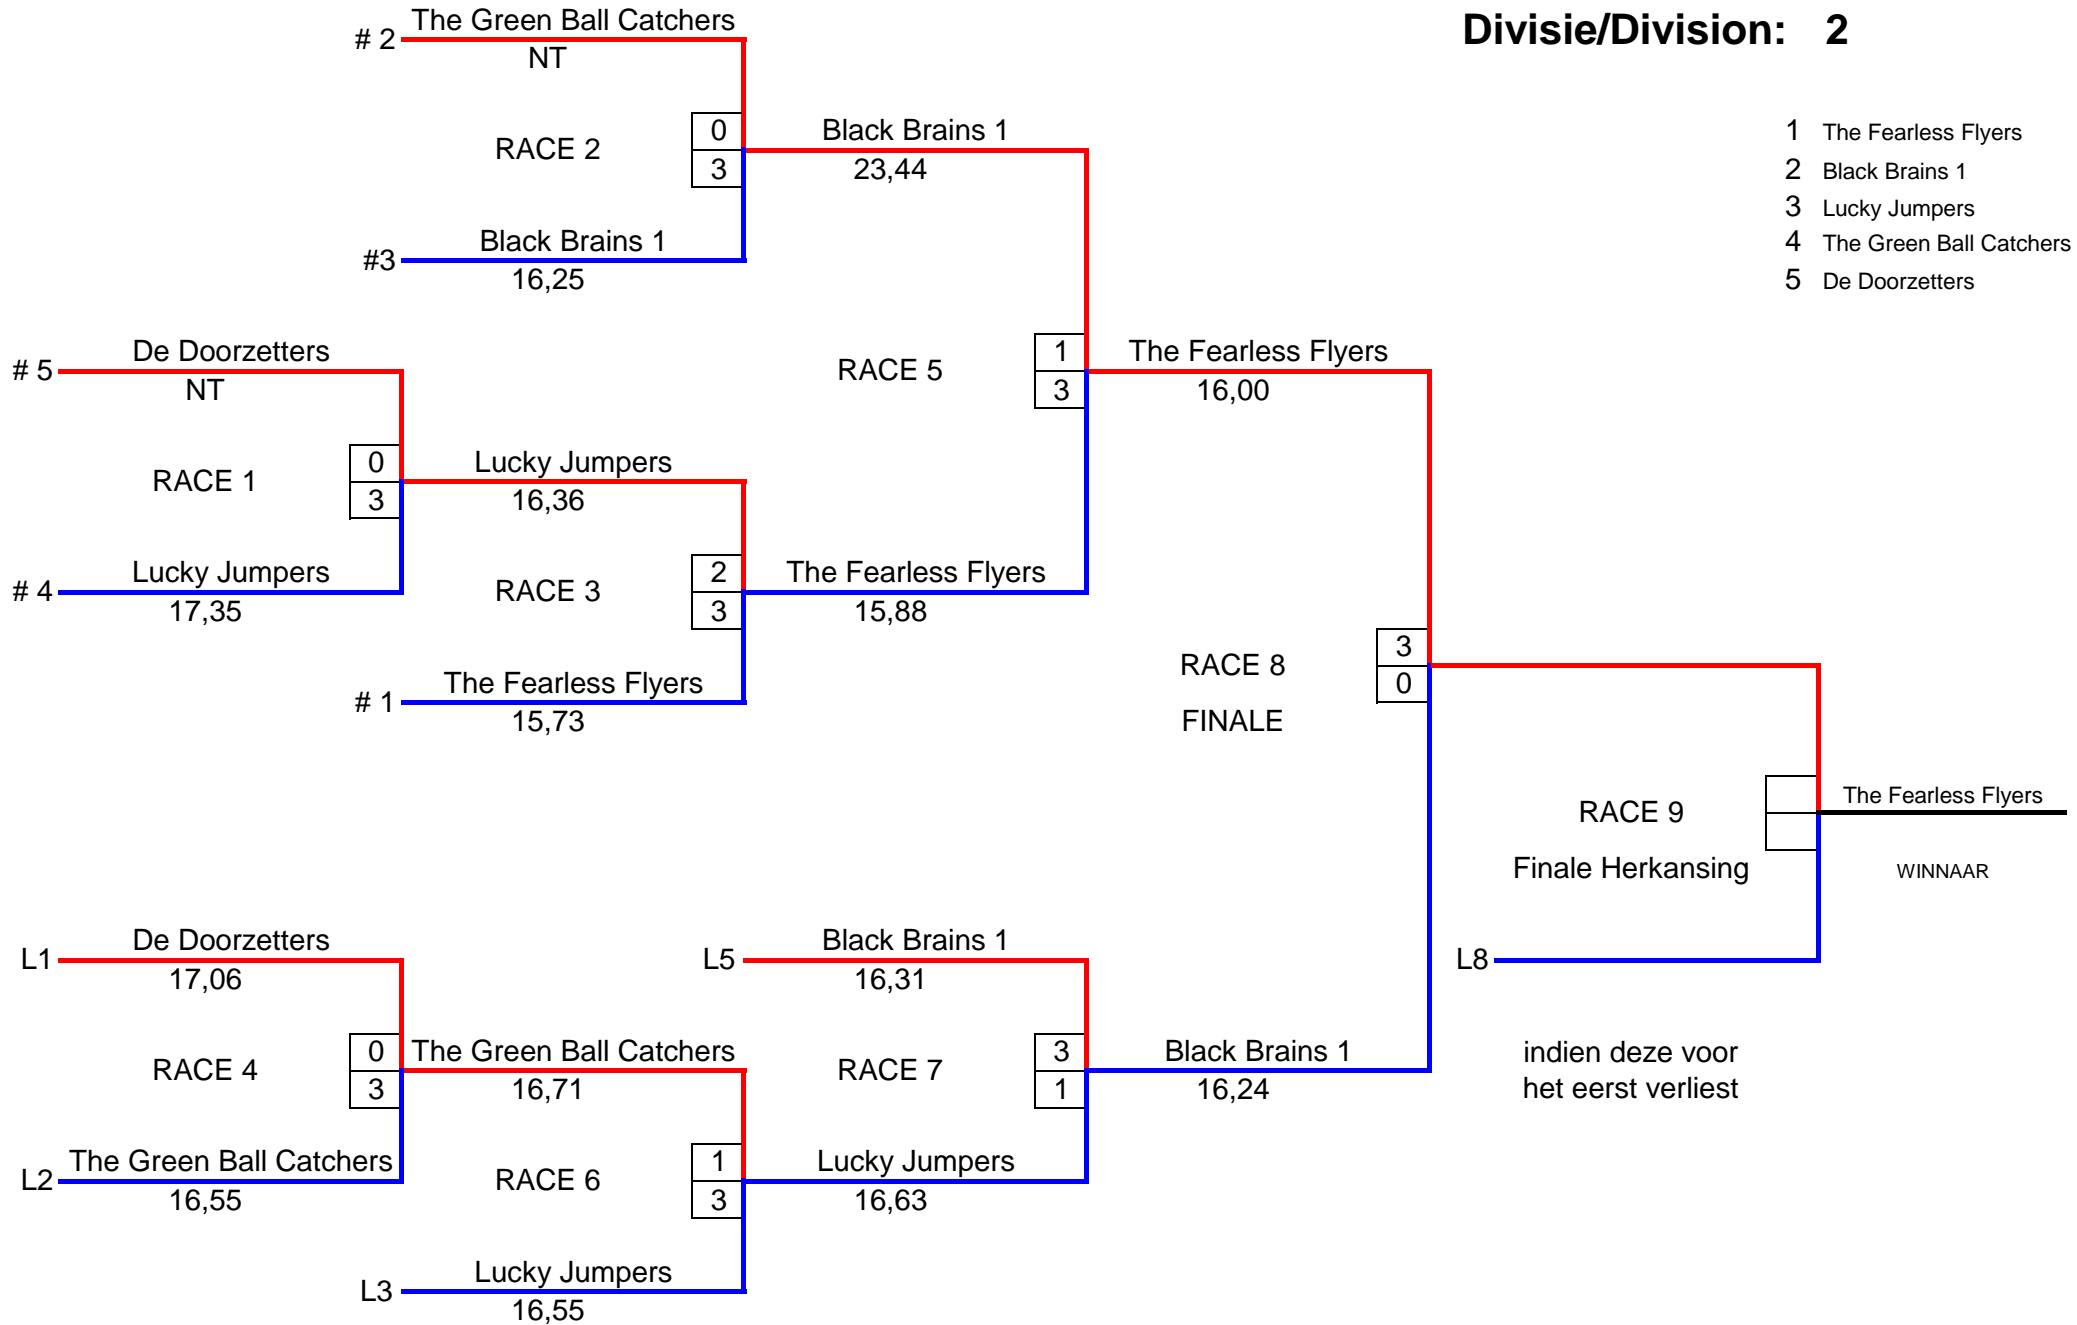 Divisie/Division: 2
1 The Fearless Flyers
2 Black Brains 1
3 Lucky Jumpers
4 The Green Ball Catchers
5 De Doorzetters
# 2 The Green Ball Catchers
NT
RACE 2
0
3
#3 Black Brains 1
16,25
Black Brains 1
23,44
# 5 De Doorzetters
NT
RACE 1
0
3
# 4 Lucky Jumpers
17,35
Lucky Jumpers
16,36
RACE 3
2
3
# 1 The Fearless Flyers
15,73
The Fearless Flyers
15,88
RACE 5
1
3
The Fearless Flyers
16,00
RACE 8
FINALE
3
0
RACE 9
Finale Herkansing
The Fearless Flyers
WINNAAR
L8
indien deze voor
het eerst verliest
L1 De Doorzetters
17,06
RACE 4
0
3
L2 The Green Ball Catchers
16,55
The Green Ball Catchers
16,71
RACE 6
1
3
L3 Lucky Jumpers
16,55
L5 Black Brains 1
16,31
RACE 7
3
1
Lucky Jumpers
16,63
Black Brains 1
16,24